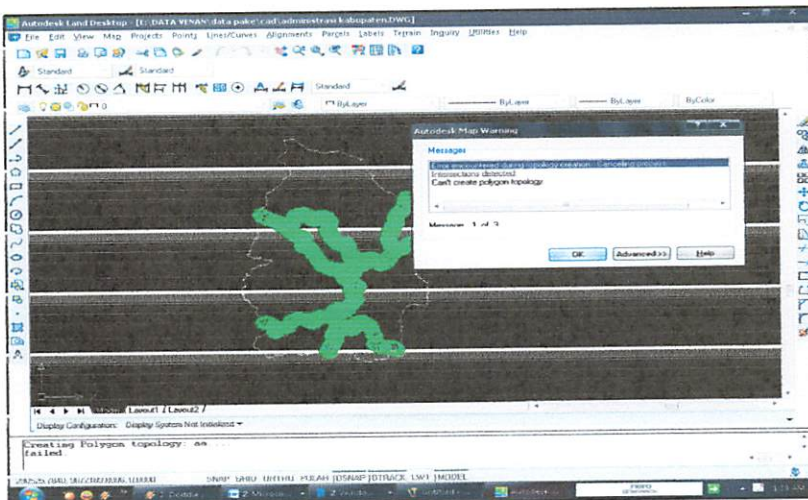 Autodesk Land Desktop - [E:\DATA YENAN\data pake\cad\administrasi kabupaten.DWG]
File Edit View Map Projects Points Lines/Curves Alignments Parcels Labels Terrain Inquiry Utilities Help
Standard Standard
Standard
0 ByLayer ByLayer ByLayer ByColor
Autodesk Map Warning
Messages
Error encountered during topology creation - Canceling process
Intersections detected
Can't create polygon topology
Message 1 of 3
OK Advanced >> Help
Model Layout1 Layout2
Display Configuration: Display System Not Initialized
Creating Polygon topology: aa ...
failed.
SNAP GRID ORTHO POLAR OSNAP OTRACK LWT MODEL